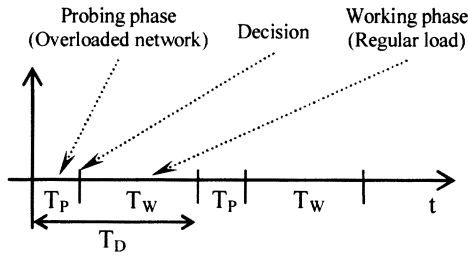 Probing phase
(Overloaded network)
Decision
Working phase
(Regular load)
T_P T_W T_P T_W t
T_D